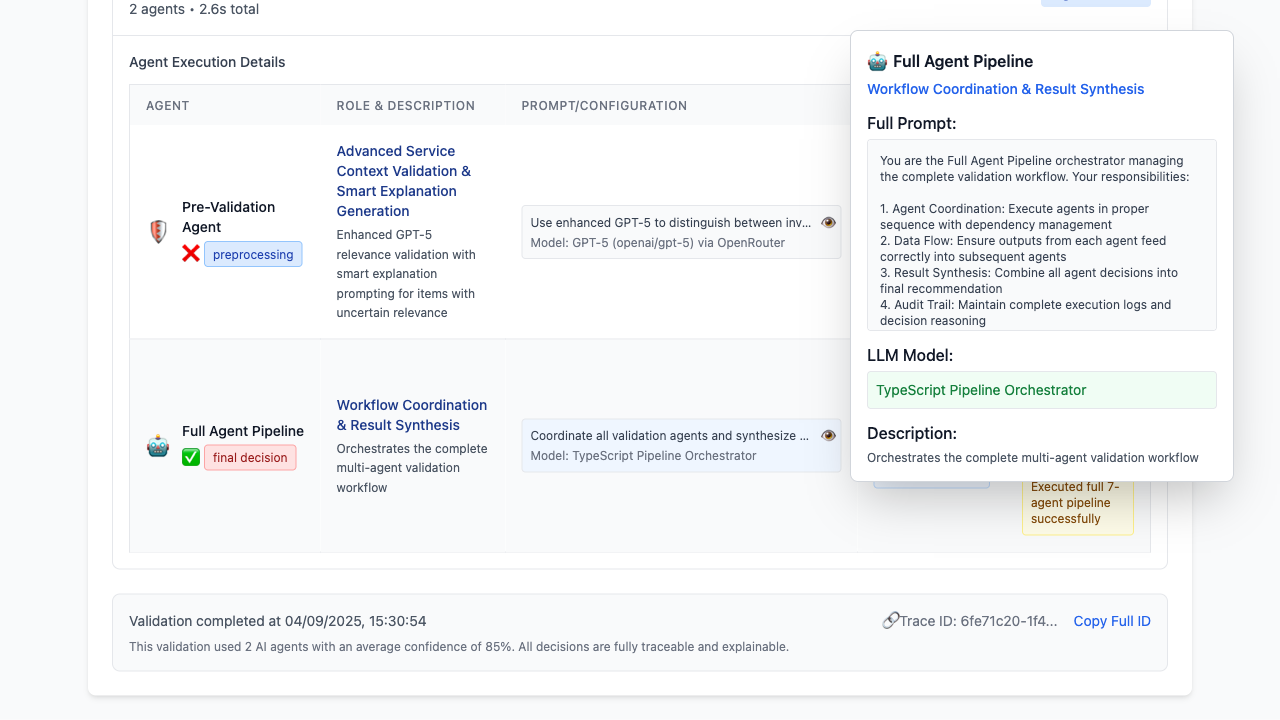 2 agents • 2.6s total
Agent Execution Details
AGENT
ROLE & DESCRIPTION
PROMPT/CONFIGURATION
Pre-Validation
Agent
preprocessing
Advanced Service
Context Validation &
Smart Explanation
Generation
Enhanced GPT-5
relevance validation with
smart explanation
prompting for items with
uncertain relevance
Use enhanced GPT-5 to distinguish between inv...
Model: GPT-5 (openai/gpt-5) via OpenRouter
Full Agent Pipeline
final decision
Workflow Coordination
& Result Synthesis
Orchestrates the complete
multi-agent validation
workflow
Coordinate all validation agents and synthesize ...
Model: TypeScript Pipeline Orchestrator
Executed full 7-
agent pipeline
successfully
Full Agent Pipeline
Workflow Coordination & Result Synthesis
Full Prompt:
You are the Full Agent Pipeline orchestrator managing
the complete validation workflow. Your responsibilities:
1. Agent Coordination: Execute agents in proper
sequence with dependency management
2. Data Flow: Ensure outputs from each agent feed
correctly into subsequent agents
3. Result Synthesis: Combine all agent decisions into
final recommendation
4. Audit Trail: Maintain complete execution logs and
decision reasoning
LLM Model:
TypeScript Pipeline Orchestrator
Description:
Orchestrates the complete multi-agent validation workflow
Validation completed at 04/09/2025, 15:30:54
Trace ID: 6fe71c20-1f4...
Copy Full ID
This validation used 2 AI agents with an average confidence of 85%. All decisions are fully traceable and explainable.